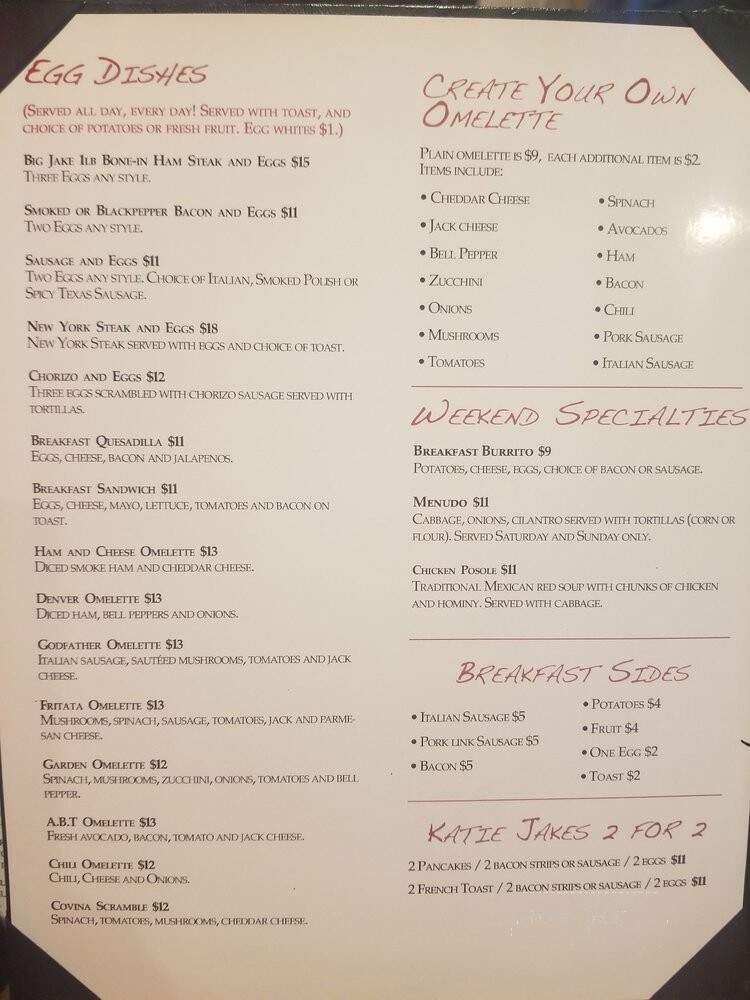 Egg Dishes
(Served all day, every day! Served with toast, and
choice of potatoes or fresh fruit. Egg whites $1.)
Big Jake 1lb Bone-in Ham Steak and Eggs $15
Three Eggs any style.
Smoked or Blackpepper Bacon and Eggs $11
Two Eggs any style.
Sausage and Eggs $11
Two Eggs any style. Choice of Italian, Smoked Polish or
Spicy Texas Sausage.
New York Steak and Eggs $18
New York Steak served with eggs and choice of toast.
Chorizo and Eggs $12
Three eggs scrambled with chorizo sausage served with
tortillas.
Breakfast Quesadilla $11
Eggs, cheese, bacon and jalapenos.
Breakfast Sandwich $11
Eggs, cheese, mayo, lettuce, tomatoes and bacon on
toast.
Ham and Cheese Omelette $13
Diced smoke ham and cheddar cheese.
Denver Omelette $13
Diced ham, bell peppers and onions.
Godfather Omelette $13
Italian sausage, sautéed mushrooms, tomatoes and jack
cheese.
Fritata Omelette $13
Mushrooms, spinach, sausage, tomatoes, jack and parme-
san cheese.
Garden Omelette $12
Spinach, mushrooms, zucchini, onions, tomatoes and bell
pepper.
A.B.T Omelette $13
Fresh avocado, bacon, tomato and jack cheese.
Chili Omelette $12
Chili, Cheese and Onions.
Covina Scramble $12
Spinach, tomatoes, mushrooms, cheddar cheese.
Create Your Own
Omelette
Plain omelette is $9, each additional item is $2.
Items include:
• Cheddar Cheese
• Jack cheese
• Bell Pepper
• Zucchini
• Onions
• Mushrooms
• Tomatoes
• Spinach
• Avocados
• Ham
• Bacon
• Chili
• Pork Sausage
• Italian Sausage
Weekend Specialties
Breakfast Burrito $9
Potatoes, cheese, eggs, choice of bacon or sausage.
Menudo $11
Cabbage, onions, cilantro served with tortillas (corn or
flour). Served Saturday and Sunday only.
Chicken Posole $11
Traditional Mexican red soup with chunks of chicken
and hominy. Served with cabbage.
Breakfast Sides
• Italian Sausage $5
• Pork link Sausage $5
• Bacon $5
• Potatoes $4
• Fruit $4
• One Egg $2
• Toast $2
Katie Jakes 2 for 2
2 Pancakes / 2 bacon strips or sausage / 2 eggs $11
2 French Toast / 2 bacon strips or sausage / 2 eggs $11